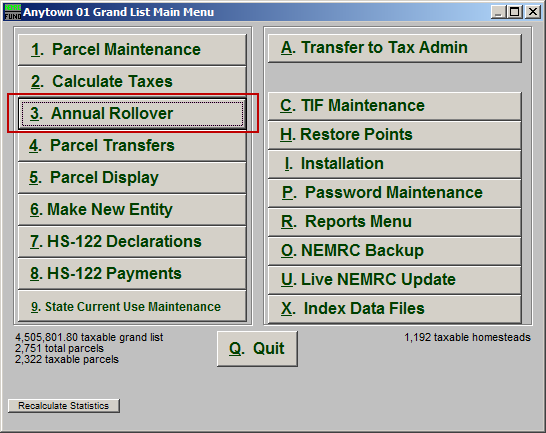 Anytown 01 Grand List Main Menu
FUND
1. Parcel Maintenance
2. Calculate Taxes
3. Annual Rollover
4. Parcel Transfers
5. Parcel Display
6. Make New Entity
7. HS-122 Declarations
8. HS-122 Payments
9. State Current Use Maintenance
A. Transfer to Tax Admin
C. TIF Maintenance
H. Restore Points
I. Installation
P. Password Maintenance
R. Reports Menu
O. NEMRC Backup
U. Live NEMRC Update
X. Index Data Files
4,505,801.80 taxable grand list
2,751 total parcels
2,322 taxable parcels
Q. Quit
1,192 taxable homesteads
Recalculate Statistics